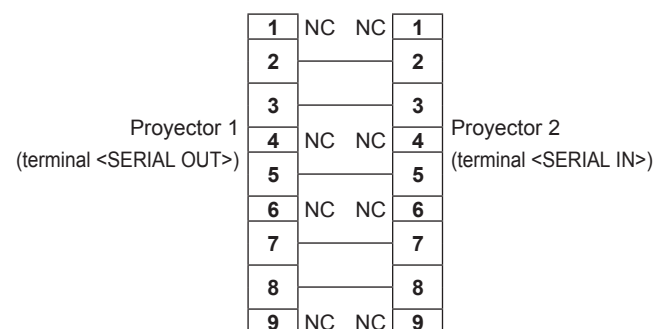 1 NC NC 1
2 2
3 3
Proyector 1
(terminal <SERIAL OUT>)
4 NC NC 4
Proyector 2
(terminal <SERIAL IN>)
5 5
6 NC NC 6
7 7
8 8
9 NC NC 9